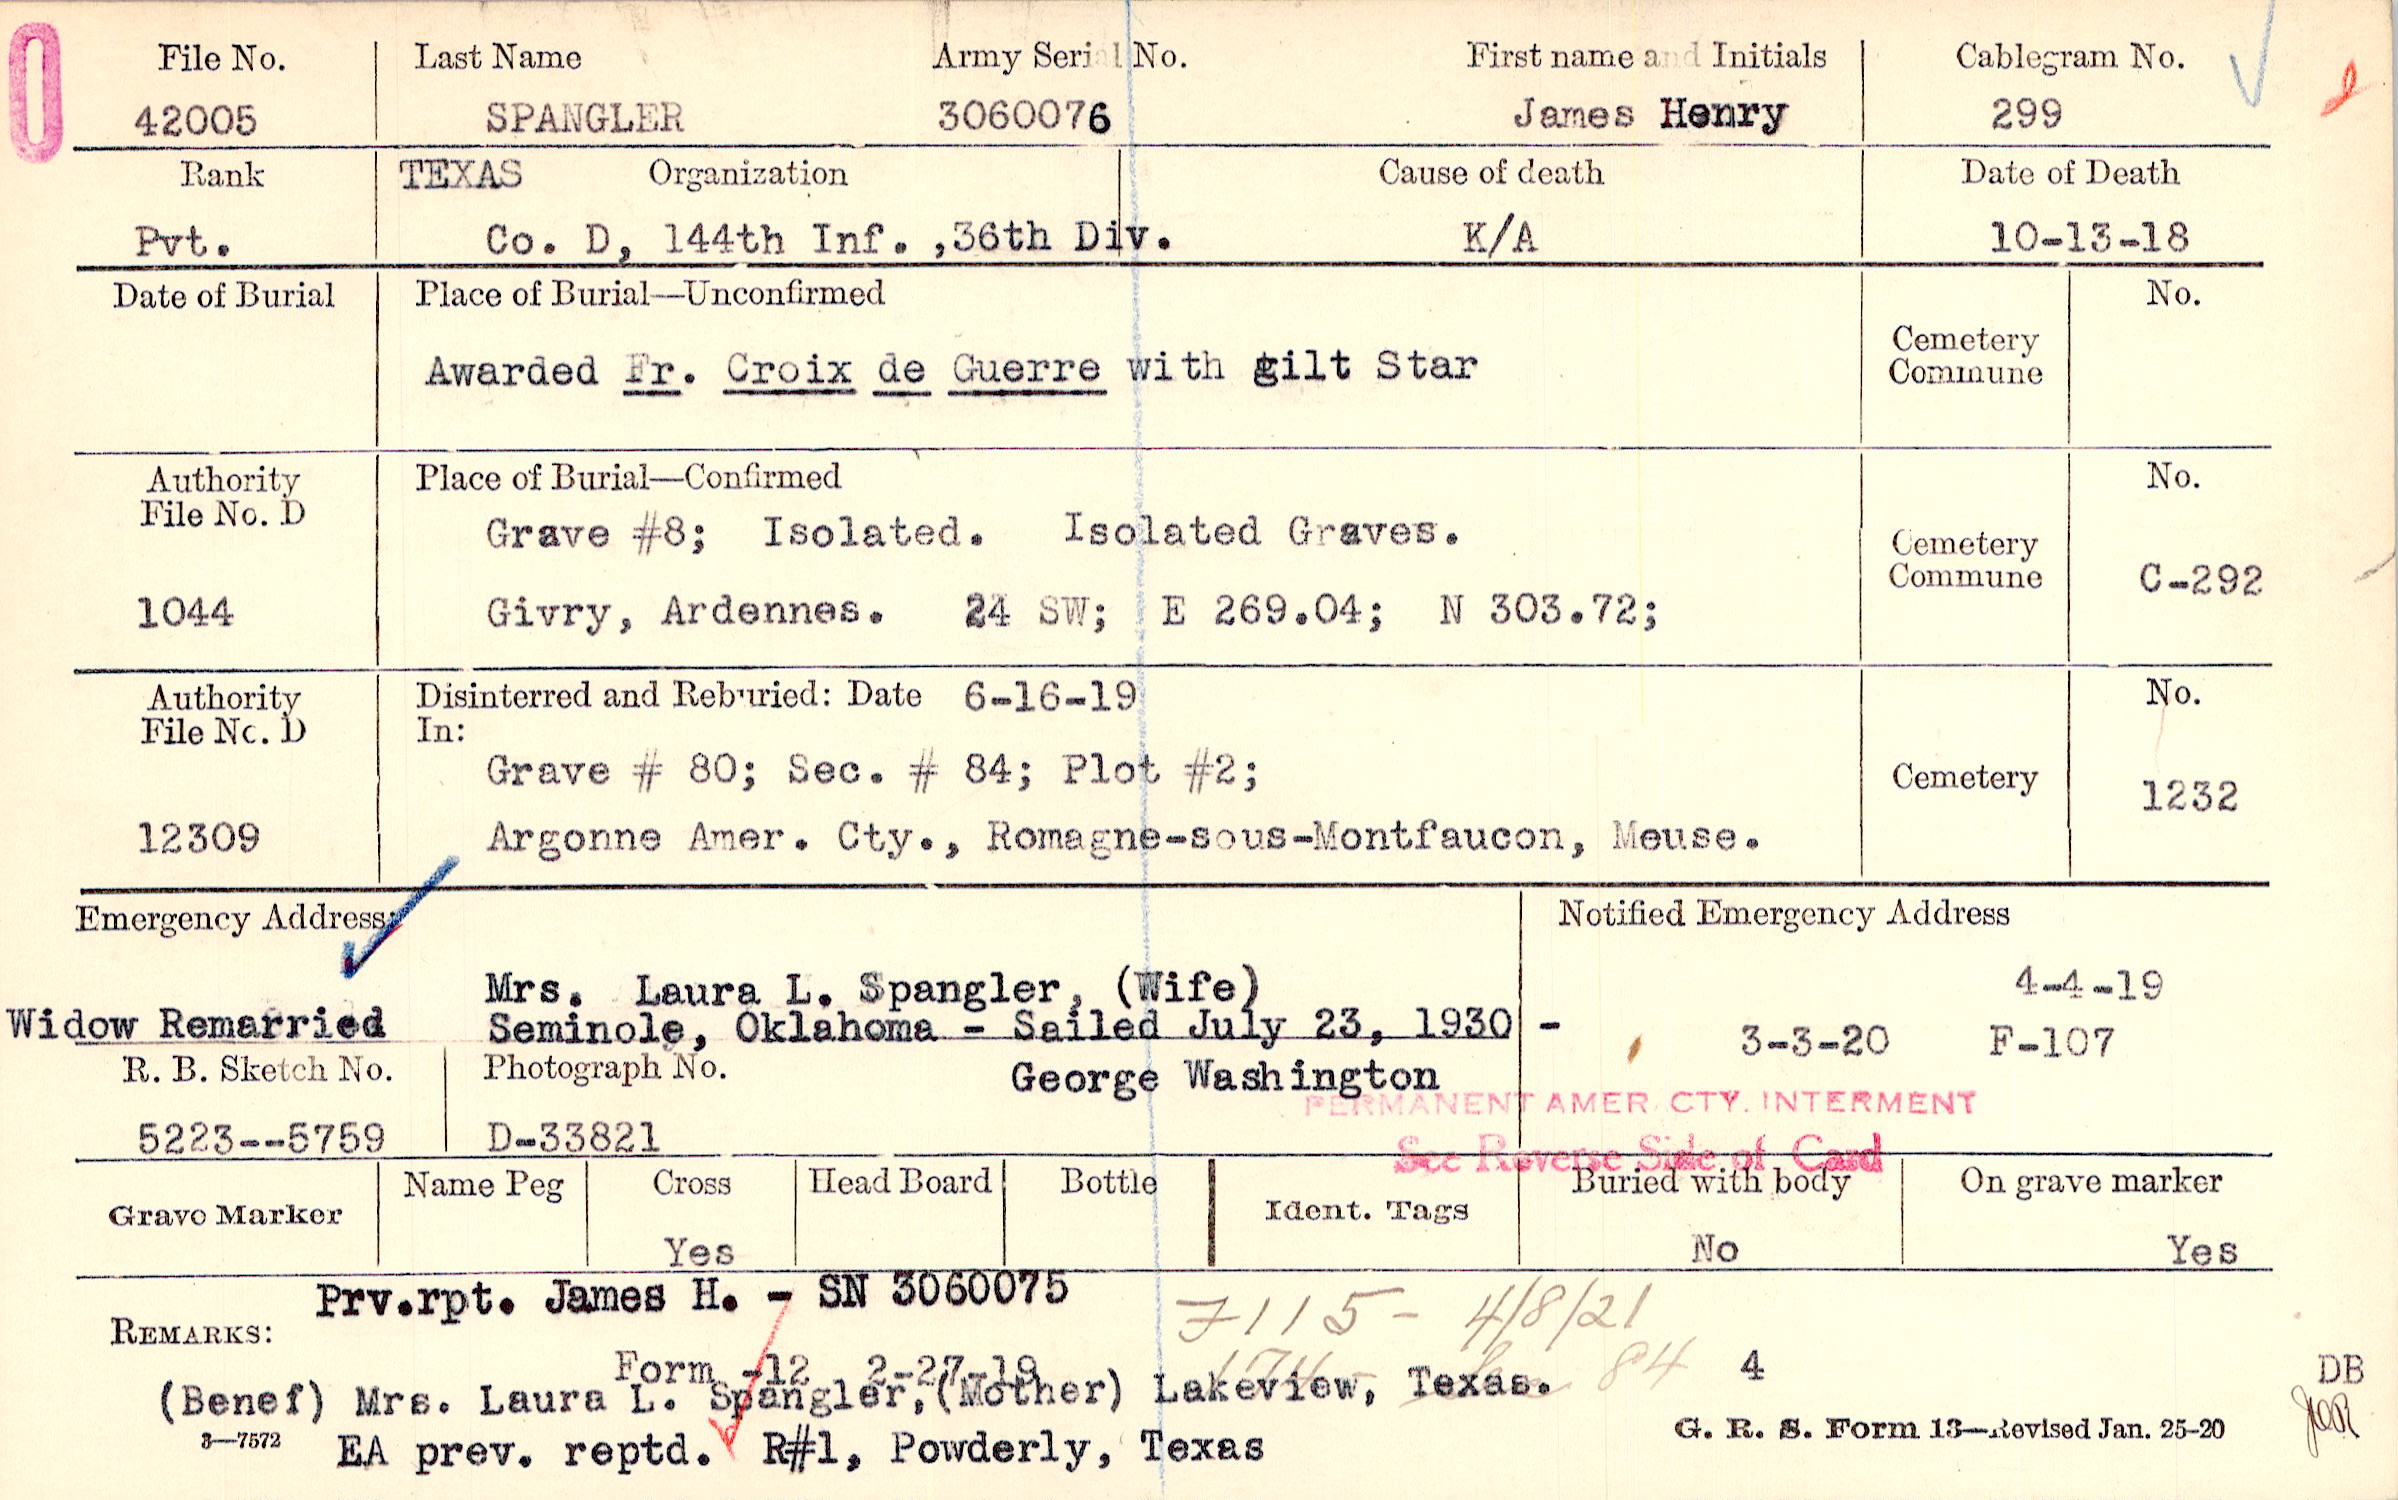 File No. Last Name Army Serial No. First name and Initials Cablegram No.
42005 SPANGLER 3060076 James Henry 299
Rank TEXAS Organization Cause of death Date of Death
Pvt. Co. D, 144th Inf. ,36th Div. K/A 10-13-18
Date of Burial Place of Burial—Unconfirmed No.
Cemetery
Commune
Awarded Fr. Croix de Guerre with gilt Star
Authority Place of Burial—Confirmed No.
File No. D
Grave #8; Isolated. Isolated Graves.
Cemetery
Commune C-292
1044 Givry, Ardennes. 24 SW; E 269.04; N 303.72;
Authority Disinterred and Reburied: Date 6-16-19 No.
File No. D In:
Grave # 80; Sec. # 84; Plot #2; Cemetery 1232
12309 Argonne Amer. Cty., Romagne-sous-Montfaucon, Meuse.
Emergency Address: Notified Emergency Address
Mrs. Laura L. Spangler, (Wife) 4-4-19
Widow Remarried Seminole, Oklahoma - Sailed July 23, 1930 -
3-3-20 F-107
R. B. Sketch No. Photograph No. George Washington
PERMANENT AMER. CTY. INTERMENT
5223--5759 D-33821
See Reverse Side of Card
Grave Marker Name Peg Cross Head Board Bottle Ident. Tags Buried with body On grave marker
Yes No Yes
Prv.rpt. James H. - SN 3060075
7115- 4/8/21
REMARKS:
Form -12 2-27-19 174 84 4 DB
(Benef) Mrs. Laura L. Spangler,(Mother) Lakeview, Texas.
3—7572 EA prev. reptd. R#1, Powderly, Texas
G. R. S. Form 13—Revised Jan. 25-20